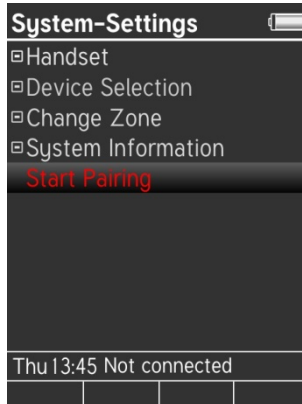 System-Settings
Handset
Device Selection
Change Zone
System Information
Start Pairing
Thu 13:45 Not connected